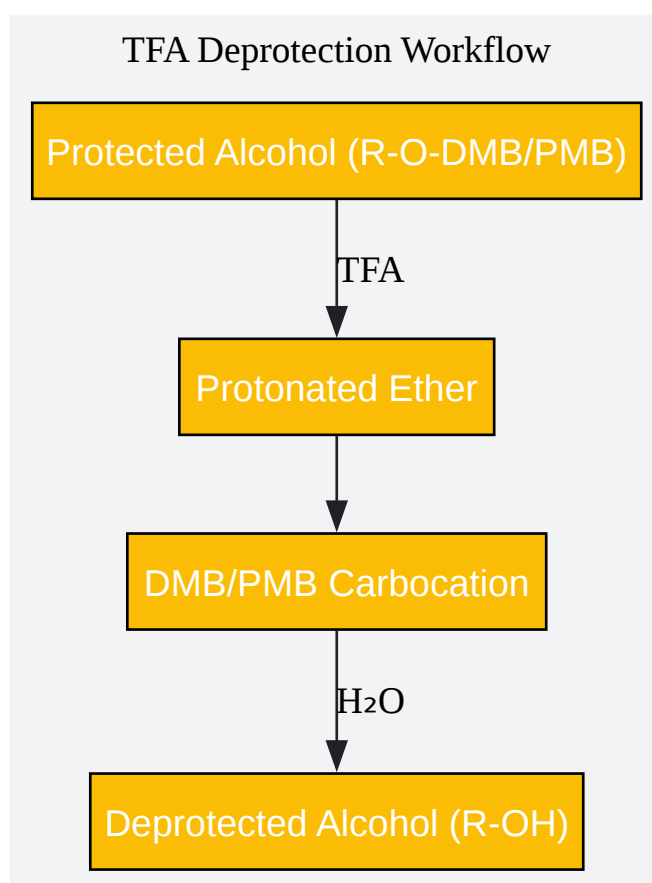 TFA Deprotection Workflow
Protected Alcohol (R-O-DMB/PMB)
TFA
Protonated Ether
DMB/PMB Carbocation
H₂O
Deprotected Alcohol (R-OH)